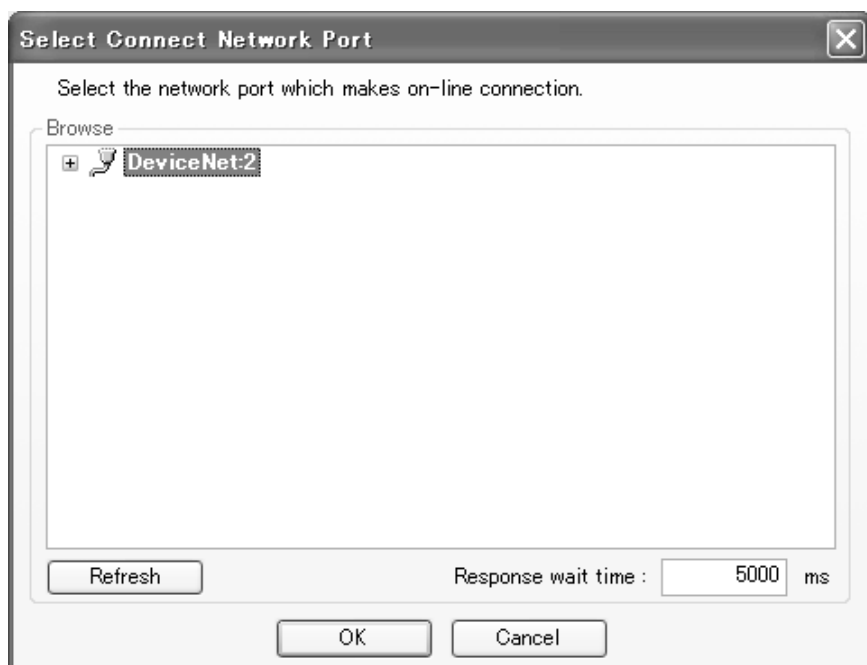 Select Connect Network Port
Select the network port which makes on-line connection.
Browse
DeviceNet:2
Refresh Response wait time : 5000 ms
OK Cancel